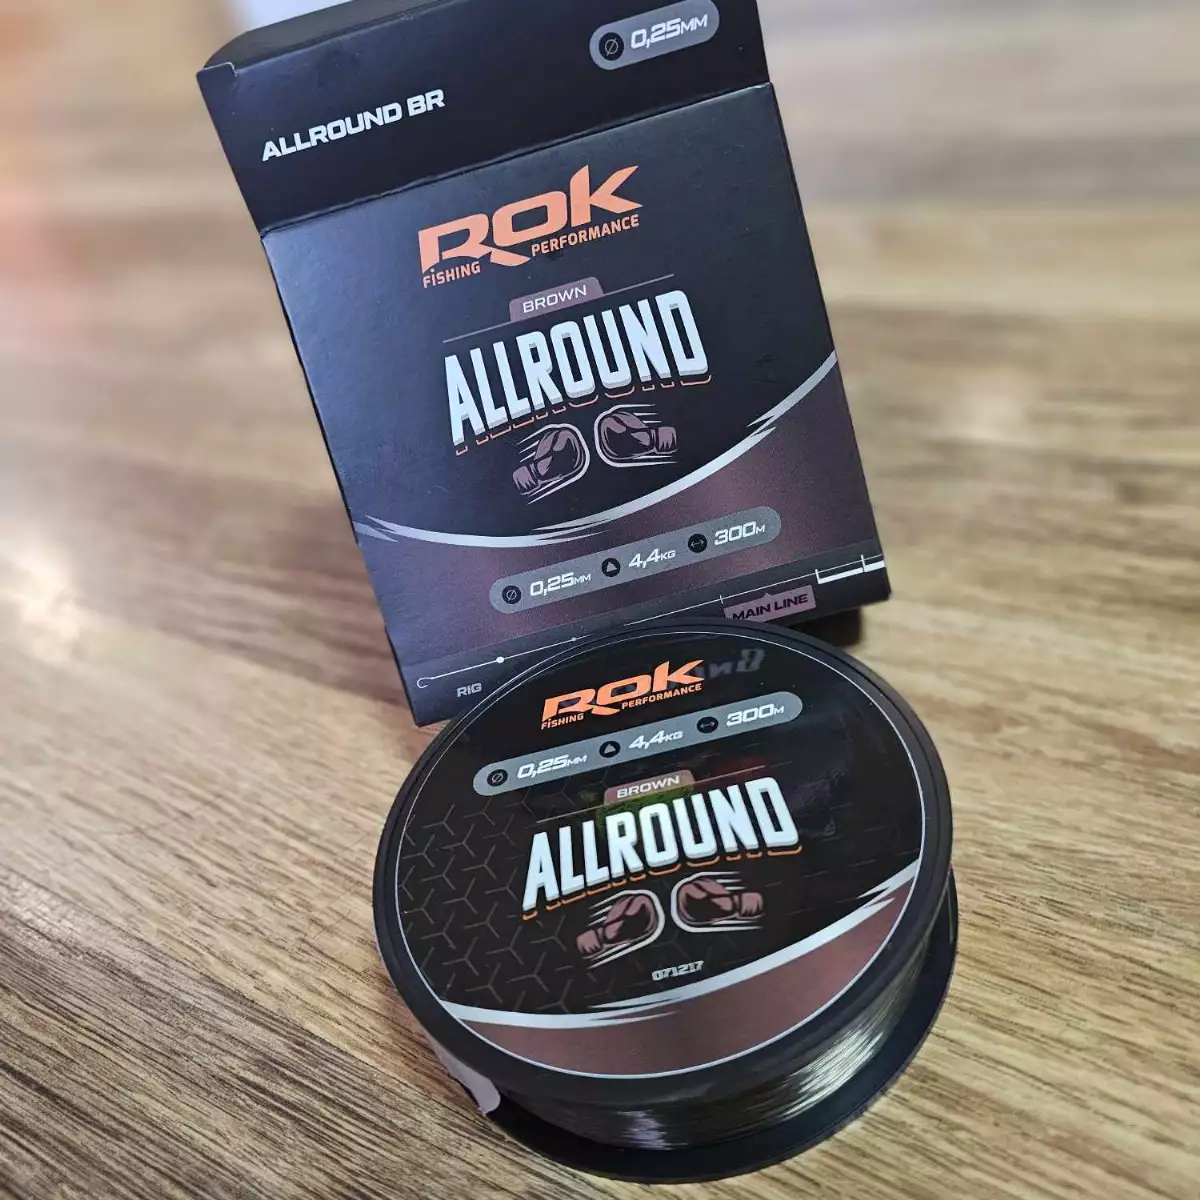 0,25MM
ALLROUND BR
ROK
FISHING PERFORMANCE
BROWN
ALLROUND
0,25MM 4,4KG 300M
MAIN LINE
RIG
ROK
FISHING PERFORMANCE
0,25MM 4,4KG 300M
BROWN
ALLROUND
071217